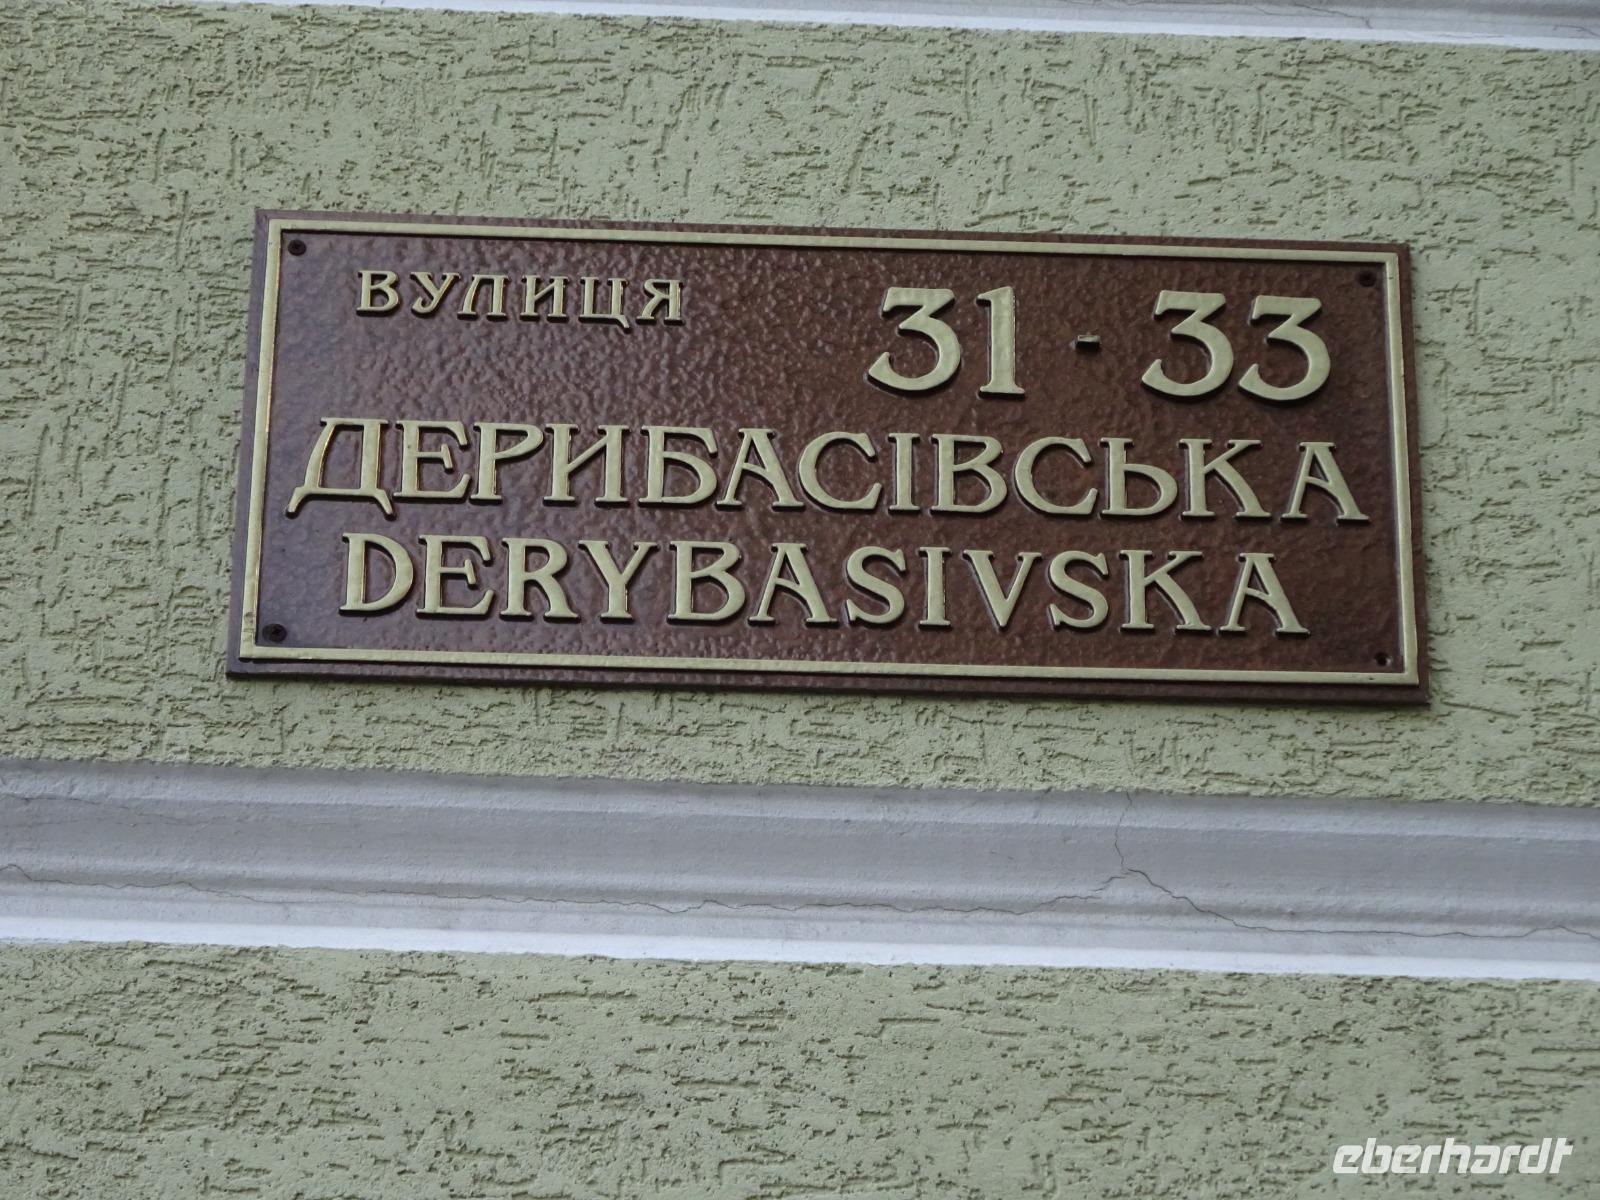 ВУЛИЦЯ 31 - 33
ДЕРИБАСІВСЬКА
DERYBASIVSKA
eberhardt